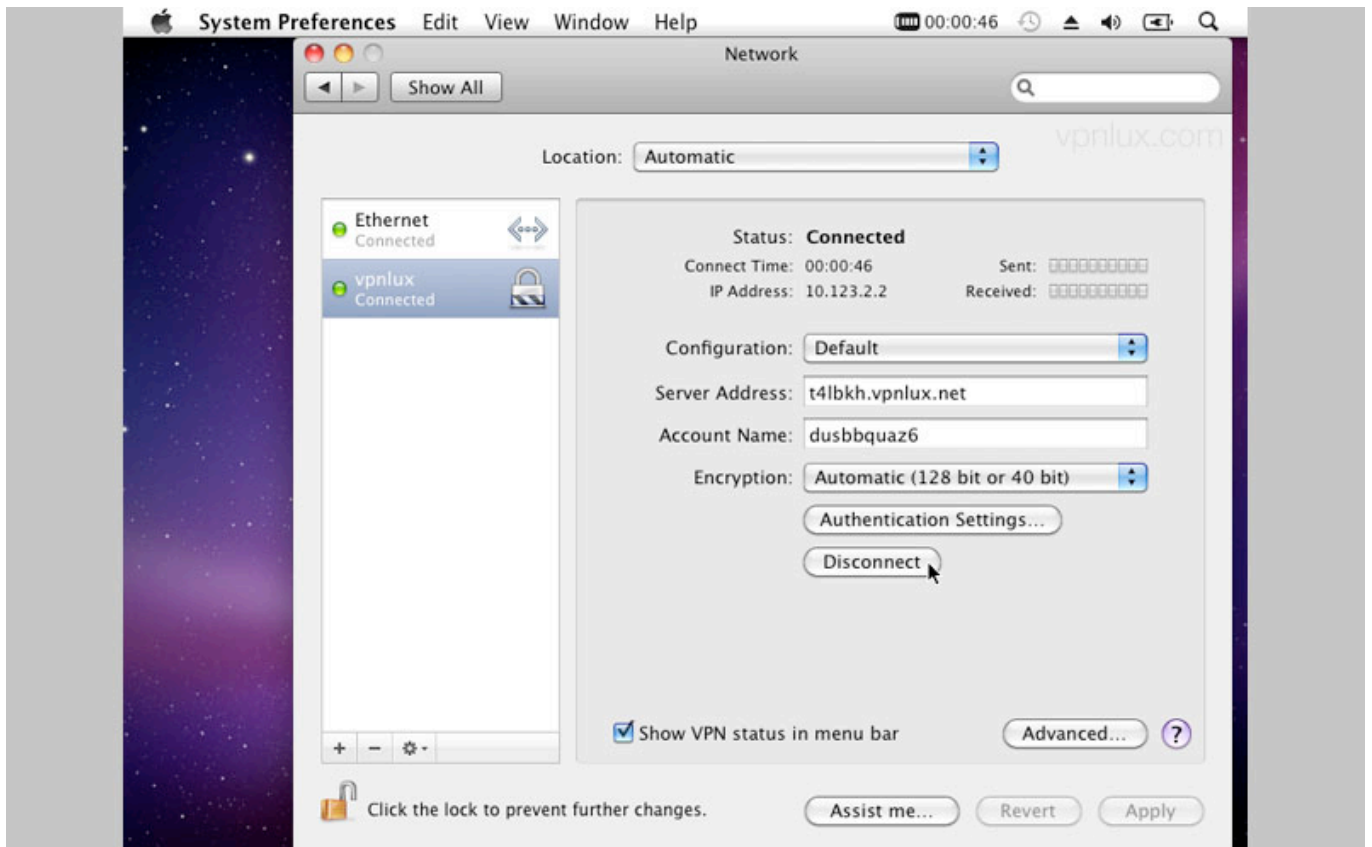 System Preferences Edit View Window Help 00:00:46
Network
Show All
vpnlux.com
Location: Automatic
Ethernet
Connected
vpnlux
Connected
Status: Connected
Connect Time: 00:00:46 Sent:
IP Address: 10.123.2.2 Received:
Configuration: Default
Server Address: t4lbkh.vpnlux.net
Account Name: dusbbquaz6
Encryption: Automatic (128 bit or 40 bit)
Authentication Settings...
Disconnect
Show VPN status in menu bar Advanced... ?
+ −
Click the lock to prevent further changes. Assist me... Revert Apply